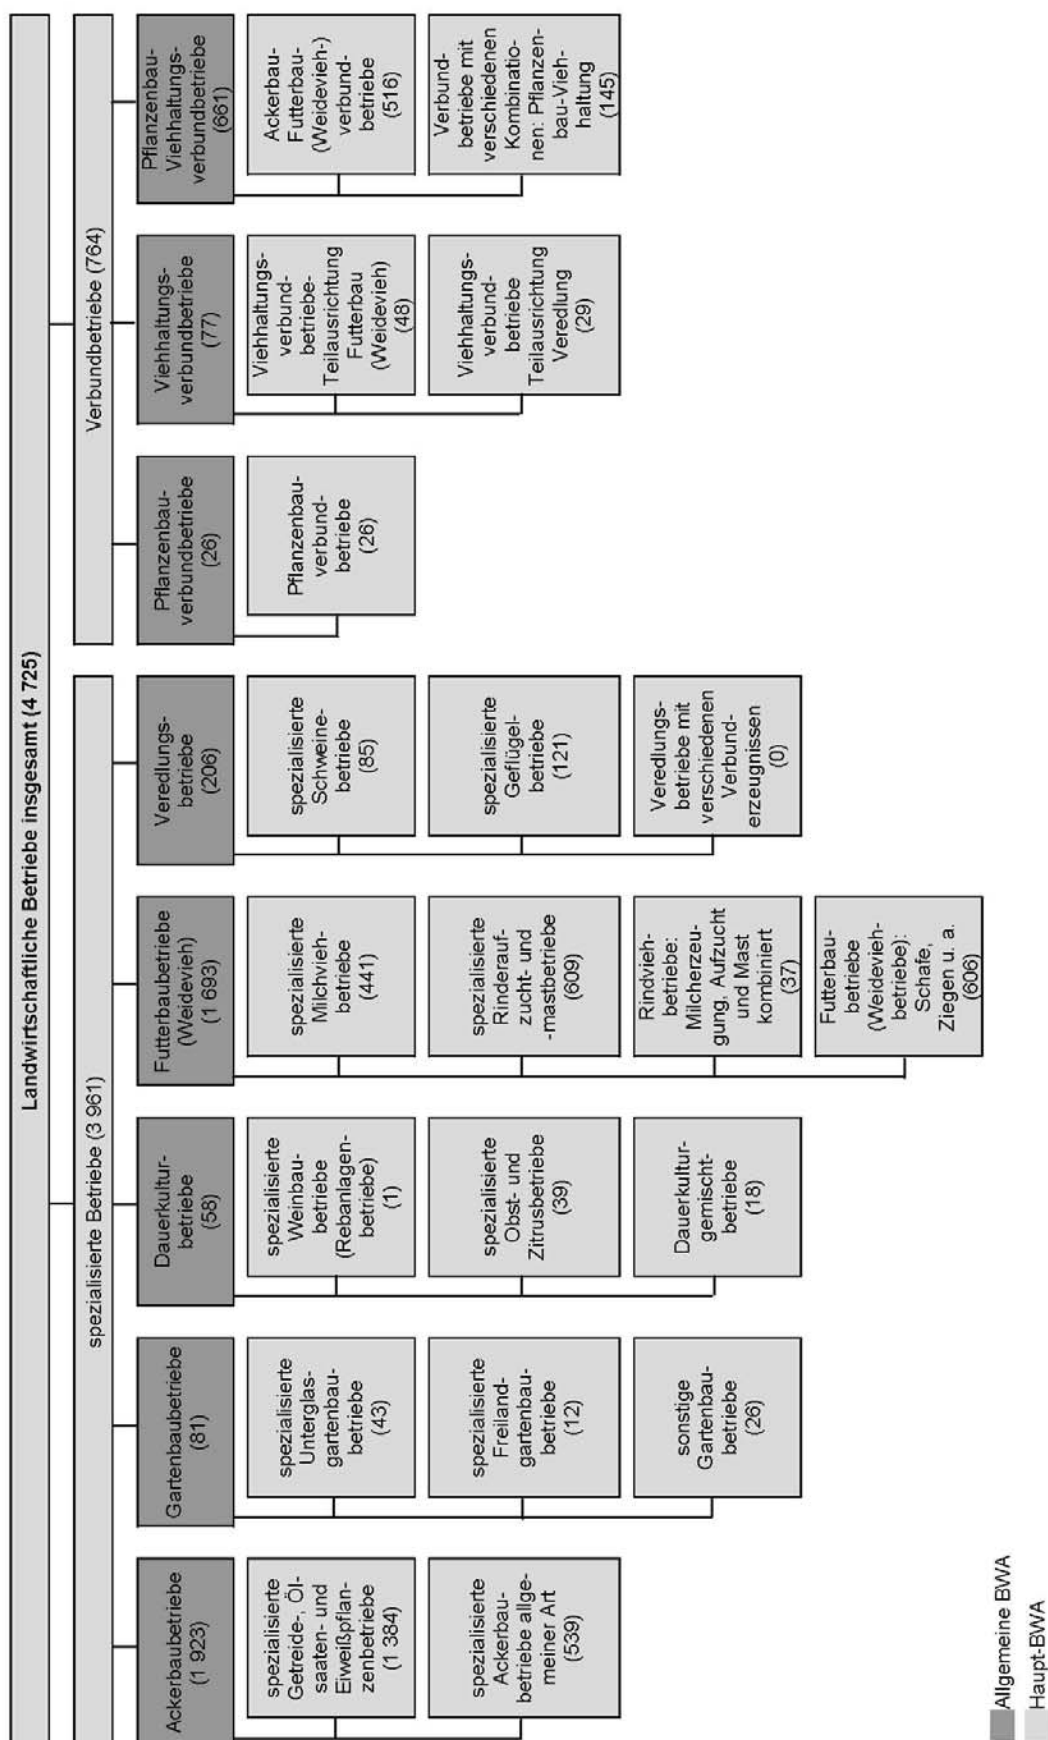 Landwirtschaftliche Betriebe insgesamt (4 725)
spezialisierte Betriebe (3 961)
Verbundbetriebe (764)
Ackerbaubetriebe
(1 923)
spezialisierte
Getreide-, Öl-
saaten- und
Eiweißpflan-
zenbetriebe
(1 384)
spezialisierte
Ackerbau-
betriebe allge-
meiner Art
(539)
Gartenbaubetriebe
(81)
spezialisierte
Unterglas-
gartenbau-
betriebe
(43)
spezialisierte
Freiland-
gartenbau-
betriebe
(12)
sonstige
Gartenbau-
betriebe
(26)
Dauerkultur-
betriebe
(58)
spezialisierte
Weinbau-
betriebe
(Rebanlagen-
betriebe)
(1)
spezialisierte
Obst- und
Zitrusbetriebe
(39)
Dauerkultur-
gemischt-
betriebe
(18)
Futterbaubetriebe
(Weidevieh)
(1 693)
spezialisierte
Milchvieh-
betriebe
(441)
spezialisierte
Rinderauf-
zucht- und
-mastbetriebe
(609)
Rindvieh-
betriebe:
Milcherzeu-
gung, Aufzucht
und Mast
kombiniert
(37)
Futterbau-
betriebe
(Weidevieh-
betriebe):
Schafe,
Ziegen u. a.
(606)
Veredlungs-
betriebe
(206)
spezialisierte
Schweine-
betriebe
(85)
spezialisierte
Geflügel-
betriebe
(121)
Veredlungs-
betriebe mit
verschiedenen
Verbund-
erzeugnissen
(0)
Pflanzenbau-
verbundbetriebe
(26)
Pflanzenbau-
verbund-
betriebe
(26)
Viehhaltungs-
verbundbetriebe
(77)
Viehhaltungs-
verbund-
betriebe-
Teilausrichtung
Futterbau
(Weidevieh)
(48)
Viehhaltungs-
verbund-
betriebe
Teilausrichtung
Veredlung
(29)
Pflanzenbau-
Viehhaltungs-
verbundbetriebe
(661)
Ackerbau-
Futterbau-
(Weidevieh-)
verbund-
betriebe
(516)
Verbund-
betriebe mit
verschiedenen
Kombinatio-
nen: Pflanzen-
bau-Vieh-
haltung
(145)
Allgemeine BWA
Haupt-BWA